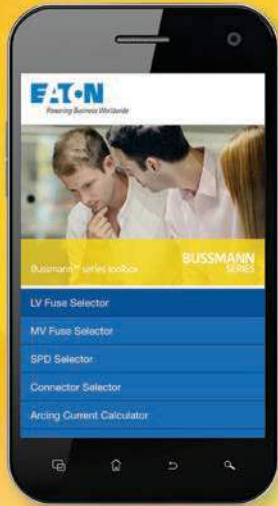 EATON
Powering Business Worldwide
Bussmann™ series toolbox
BUSSMANN
SERIES
LV Fuse Selector
MV Fuse Selector
SPD Selector
Connector Selector
Arcing Current Calculator